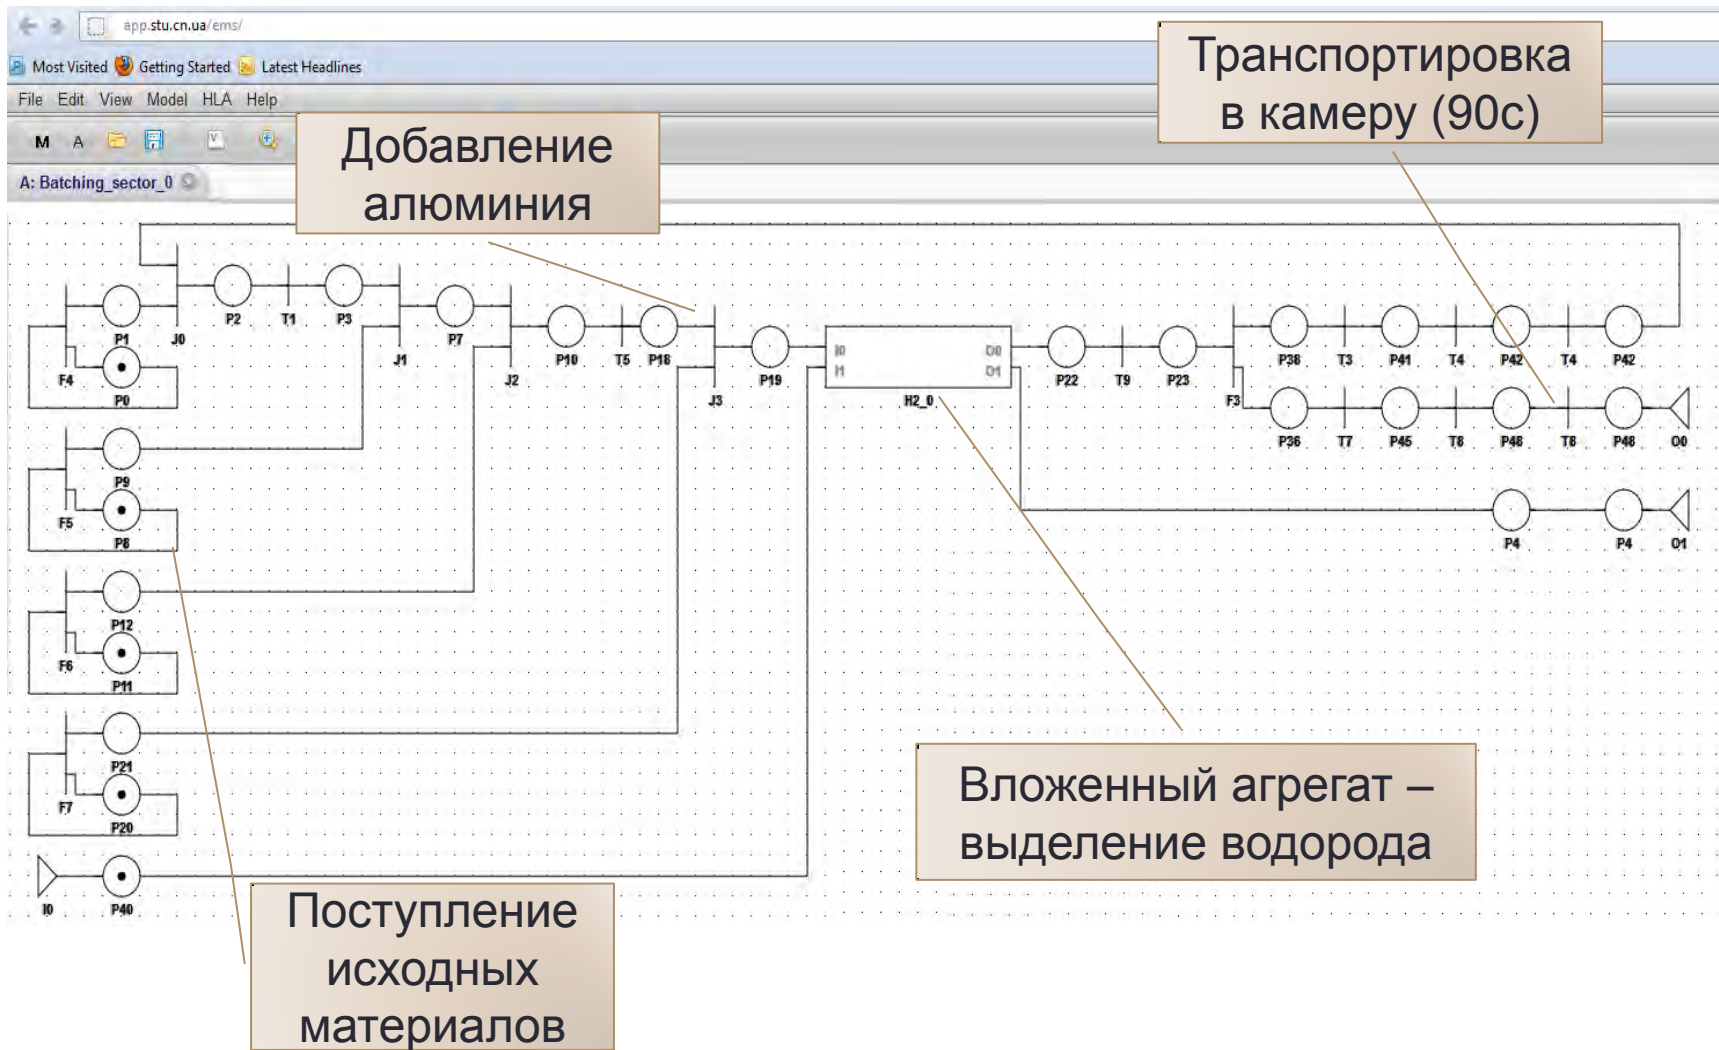 app.stu.cn.ua/ems/
Most Visited Getting Started Latest Headlines
File Edit View Model HLA Help
M A V
A: Batching_sector_0
Добавление
алюминия
Транспортировка
в камеру (90с)
P1 J0 P2 T1 P3 J1 P7 J2 P10 T5 P18 J3 P19
I0 O0
I1 O1
H2_0
P22 T9 P23 F3
P38 T3 P41 T4 P42 T4 P42
P36 T7 P45 T8 P48 T8 P48 O0
P4 P4 O1
F4 P0
P9
F5 P8
P12
F6 P11
P21
F7 P20
I0 P40
Вложенный агрегат –
выделение водорода
Поступление
исходных
материалов